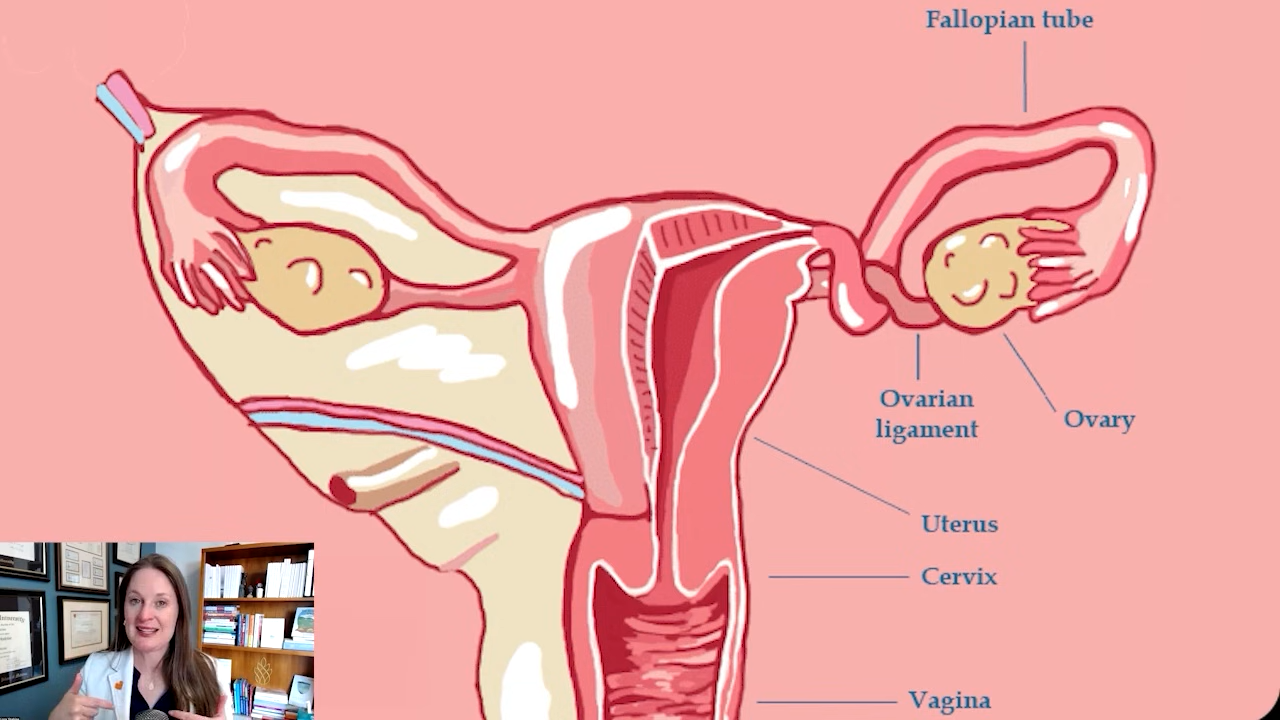 Fallopian tube
Ovarian
ligament
Ovary
Uterus
Cervix
Vagina